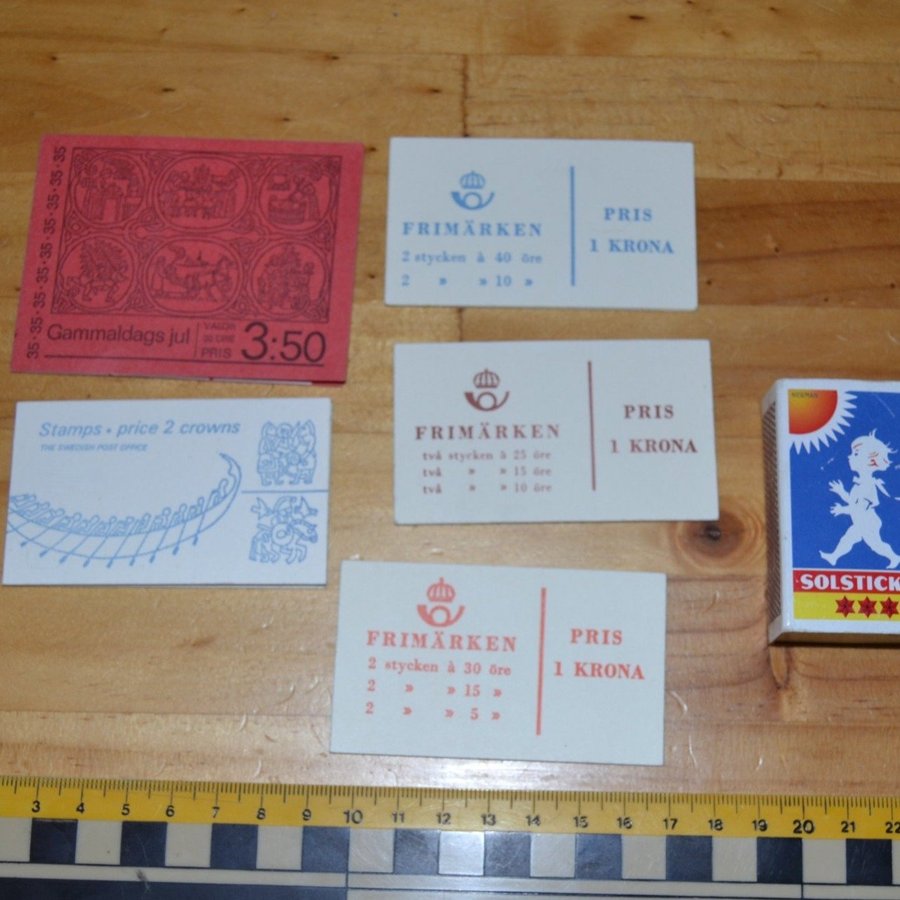 35·35·35·35·35·35·35·35
Gammaldags jul
VALÖR
PRIS
3:50
FRIMÄRKEN
2 stycken à 40 öre
2 » » 10 »
PRIS
1 KRONA
Stamps • price 2 crowns
THE SWEDISH POST OFFICE
FRIMÄRKEN
två stycken à 25 öre
två » » 15 öre
två » » 10 öre
PRIS
1 KRONA
FRIMÄRKEN
2 stycken à 30 öre
2 » » 15 »
2 » » 5 »
PRIS
1 KRONA
SOLSTICK
3 4 5 6 7 8 9 10 11 12 13 14 15 16 17 18 19 20 21 22